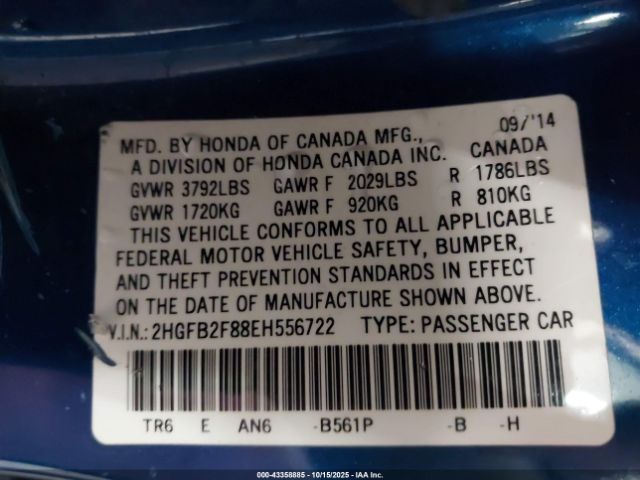 MFD. BY HONDA OF CANADA MFG., 09/'14
A DIVISION OF HONDA CANADA INC. CANADA
GVWR 3792LBS GAWR F 2029LBS R 1786LBS
GVWR 1720KG GAWR F 920KG R 810KG
THIS VEHICLE CONFORMS TO ALL APPLICABLE
FEDERAL MOTOR VEHICLE SAFETY, BUMPER,
AND THEFT PREVENTION STANDARDS IN EFFECT
ON THE DATE OF MANUFACTURE SHOWN ABOVE.
V.I.N.: 2HGFB2F88EH556722 TYPE: PASSENGER CAR
TR6 E AN6 -B561P -B -H
© IAA - 43358885 - 10/15/2025 - IAAI.COM